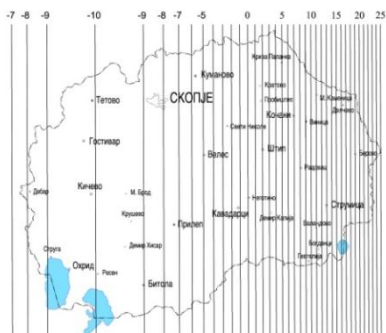 -7 -8 -9 -10 -9 -8 -7 -5 0 3 5 10 15 20 25
Крива Паланка
Куманово
Кратово
Тетово
СКОПЈЕ
Пробиштип
М. Каменица
Делчево
Кочани
Виница
Свети Николе
Гостивар
Штип
Велес
Берово
Радовиш
Дебар
Кичево
М. Брод
Неготино
Струмица
Кавадарци
Крушево
Прилеп
Демир Капија
Валандово
Богданци
Струга
Демир Хисар
Гевгелија
Охрид
Ресен
Битола